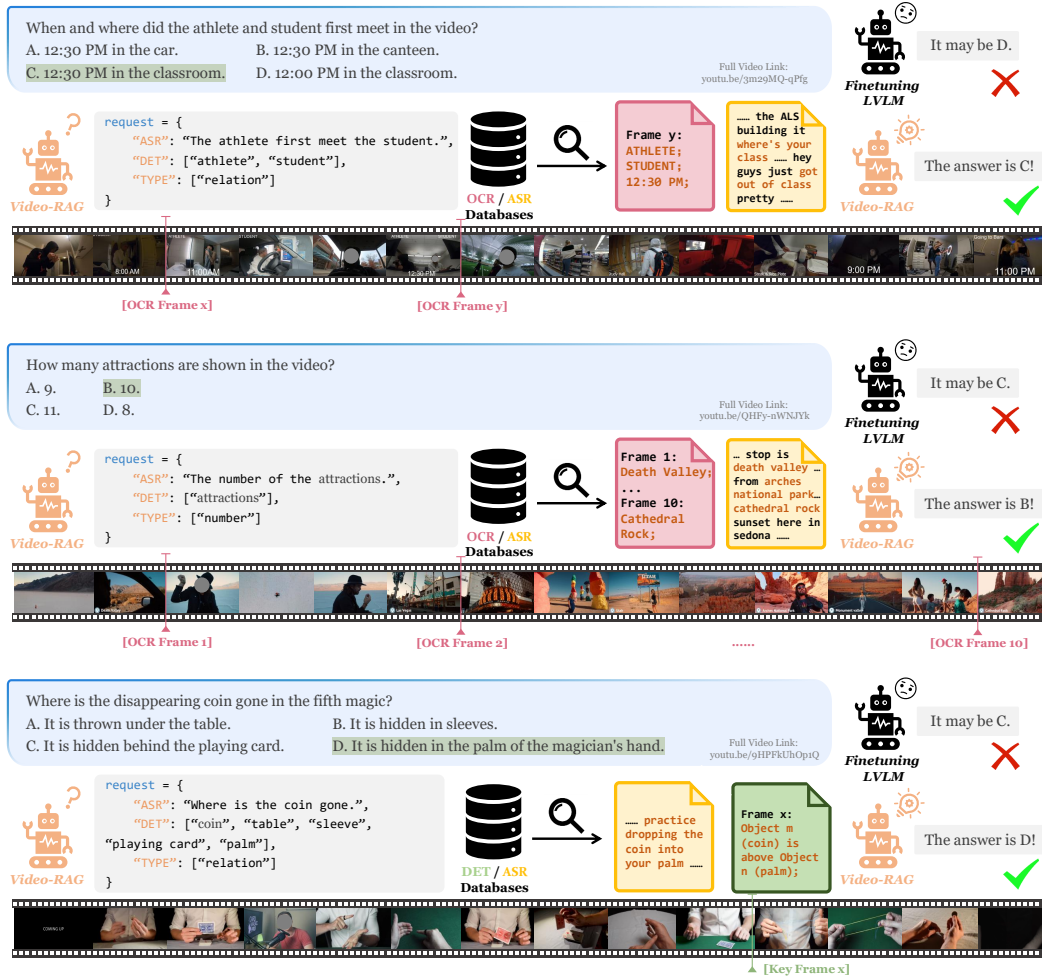 When and where did the athlete and student first meet in the video?
A. 12:30 PM in the car. B. 12:30 PM in the canteen.
C. 12:30 PM in the classroom. D. 12:00 PM in the classroom.
Full Video Link:
youtu.be/3m29MQ-qPfg
It may be D.
Finetuning
LVLM
request = {
“ASR”: “The athlete first meet the student.”,
“DET”: [“athlete”, “student”],
“TYPE”: [“relation”]
}
Video-RAG
OCR / ASR
Databases
Frame y:
ATHLETE;
STUDENT;
12:30 PM;
…… the ALS
building it
where's your
class …… hey
guys just got
out of class
pretty ……
The answer is C!
Video-RAG
8:00 AM
11:00AM
STUDENT
12:30 PM
9:00 PM
11:00 PM
[OCR Frame x]
[OCR Frame y]
How many attractions are shown in the video?
A. 9. B. 10.
C. 11. D. 8.
Full Video Link:
youtu.be/QHFy-nWNJYk
It may be C.
Finetuning
LVLM
request = {
“ASR”: “The number of the attractions.”,
“DET”: [“attractions”],
“TYPE”: [“number”]
}
Video-RAG
OCR / ASR
Databases
Frame 1:
Death Valley;
...
Frame 10:
Cathedral
Rock;
… stop is
death valley …
from arches
national park…
cathedral rock
sunset here in
sedona ……
The answer is B!
Video-RAG
Las Vegas
[OCR Frame 1]
[OCR Frame 2]
......
[OCR Frame 10]
Where is the disappearing coin gone in the fifth magic?
A. It is thrown under the table. B. It is hidden in sleeves.
C. It is hidden behind the playing card. D. It is hidden in the palm of the magician's hand.
Full Video Link:
youtu.be/9HPFkUhOp1Q
It may be C.
Finetuning
LVLM
request = {
“ASR”: “Where is the coin gone.”,
“DET”: [“coin”, “table”, “sleeve”,
“playing card”, “palm”],
“TYPE”: [“relation”]
}
Video-RAG
DET / ASR
Databases
…… practice
dropping the
coin into
your palm ……
Frame x:
Object m
(coin) is
above Object
n (palm);
The answer is D!
Video-RAG
COMING UP
[Key Frame x]